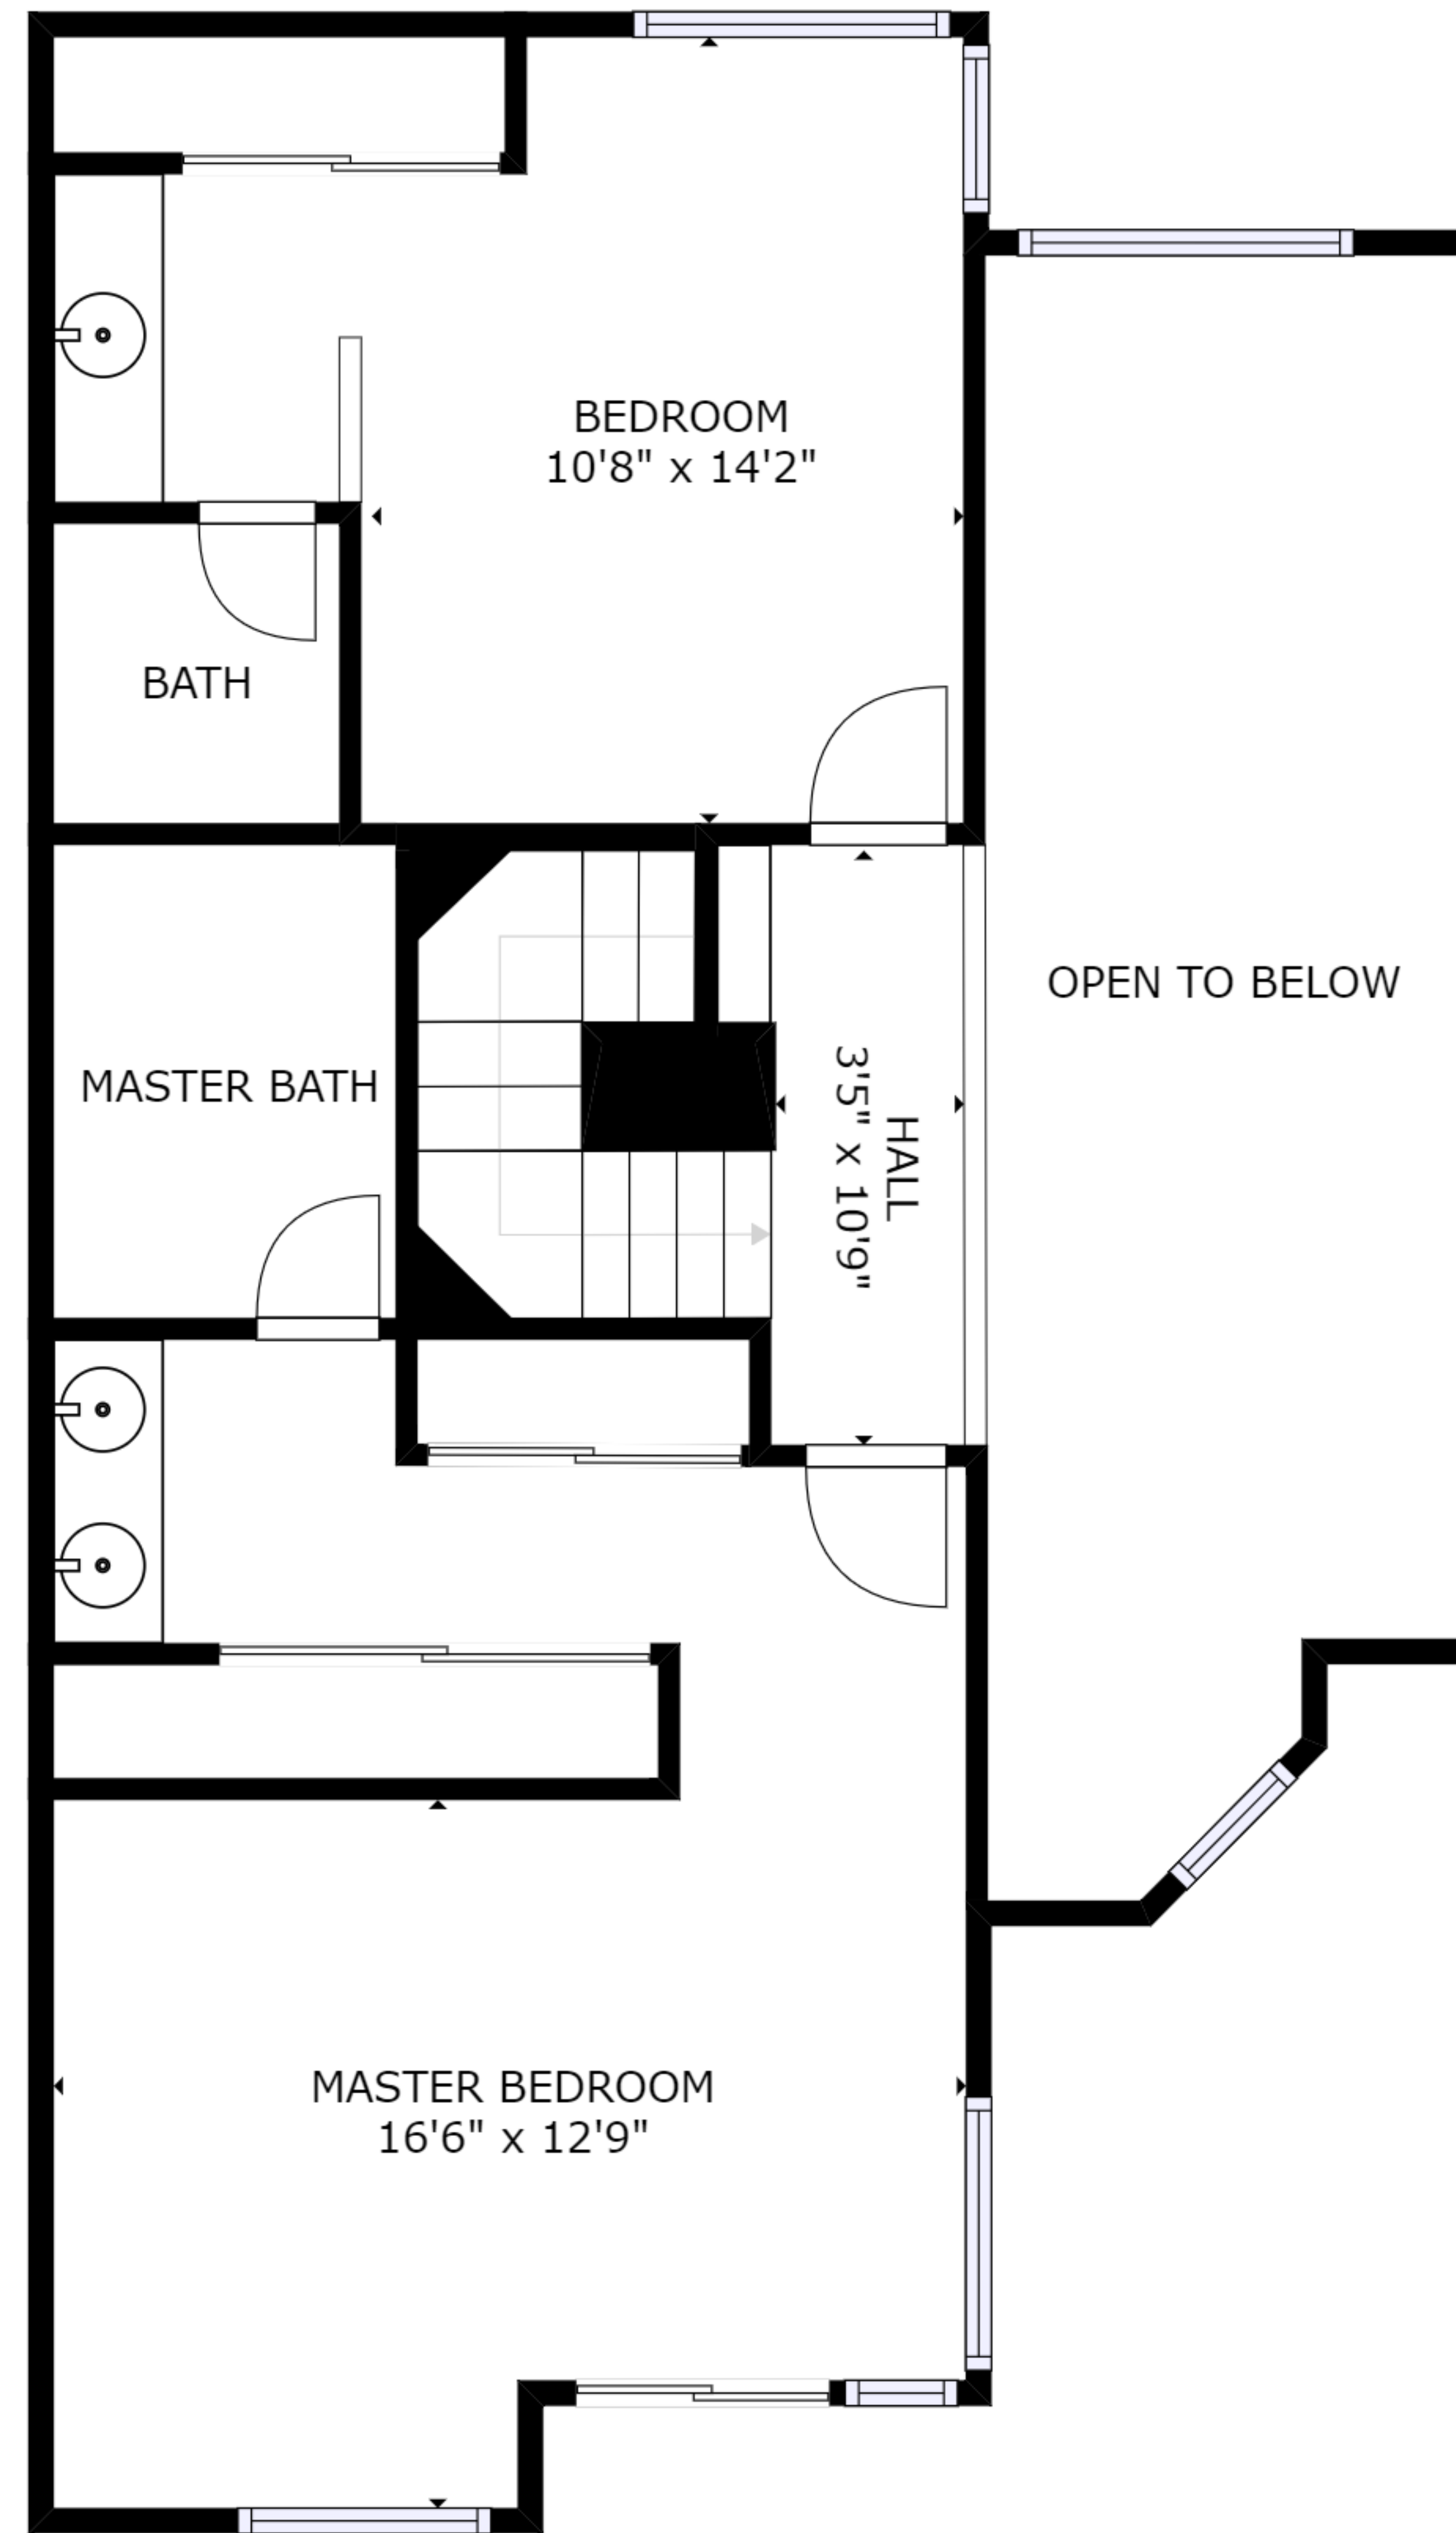 BEDROOM
10'8" x 14'2"
BATH
OPEN TO BELOW
MASTER BATH
HALL
3'5" x 10'9"
MASTER BEDROOM
16'6" x 12'9"